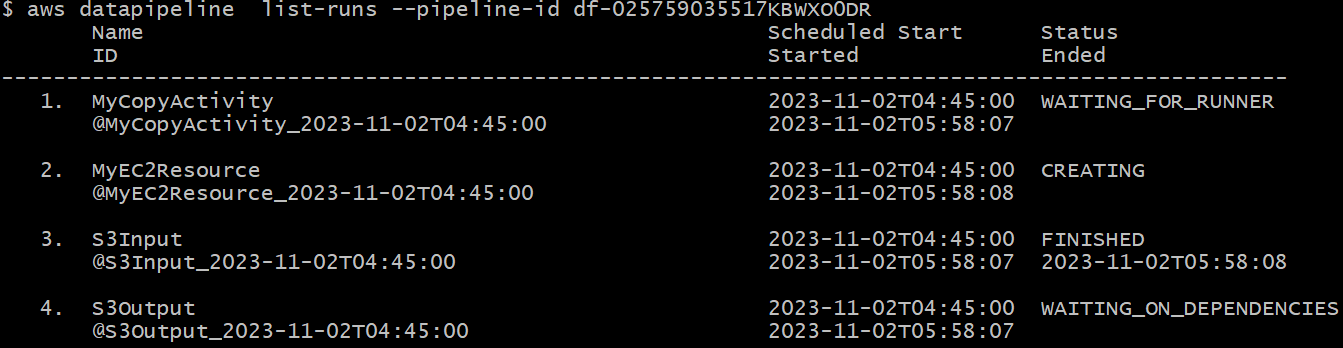 $ aws datapipeline  list-runs --pipeline-id df-025759035517KBWXOODR
       Name                                                Scheduled Start      Status
       ID                                                  Started              Ended
---------------------------------------------------------------------------------------------------
   1.  MyCopyActivity                                      2023-11-02T04:45:00  WAITING_FOR_RUNNER
       @MyCopyActivity_2023-11-02T04:45:00                 2023-11-02T05:58:07

   2.  MyEC2Resource                                       2023-11-02T04:45:00  CREATING
       @MyEC2Resource_2023-11-02T04:45:00                  2023-11-02T05:58:08

   3.  S3Input                                             2023-11-02T04:45:00  FINISHED
       @S3Input_2023-11-02T04:45:00                        2023-11-02T05:58:07  2023-11-02T05:58:08

   4.  S3Output                                            2023-11-02T04:45:00  WAITING_ON_DEPENDENCIES
       @S3Output_2023-11-02T04:45:00                       2023-11-02T05:58:07